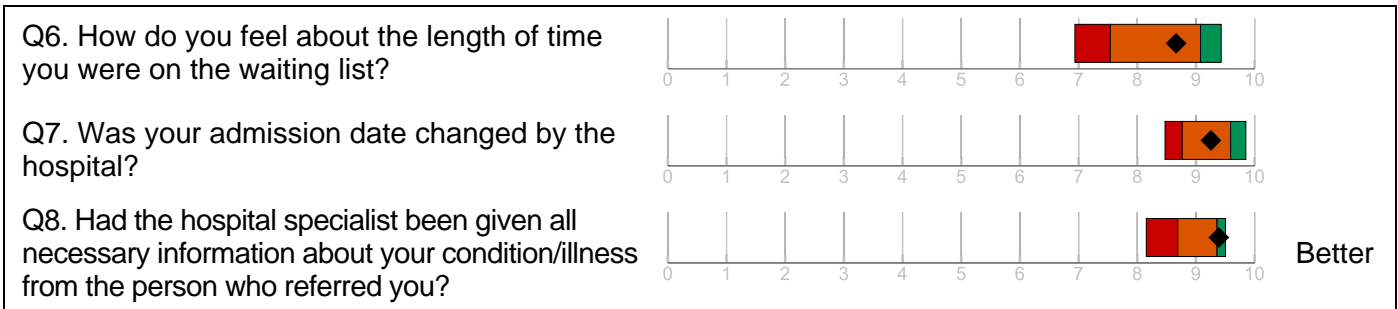 Q6. How do you feel about the length of time
you were on the waiting list?
0 1 2 3 4 5 6 7 8 9 10
Q7. Was your admission date changed by the
hospital?
0 1 2 3 4 5 6 7 8 9 10
Q8. Had the hospital specialist been given all
necessary information about your condition/illness
from the person who referred you?
0 1 2 3 4 5 6 7 8 9 10
Better